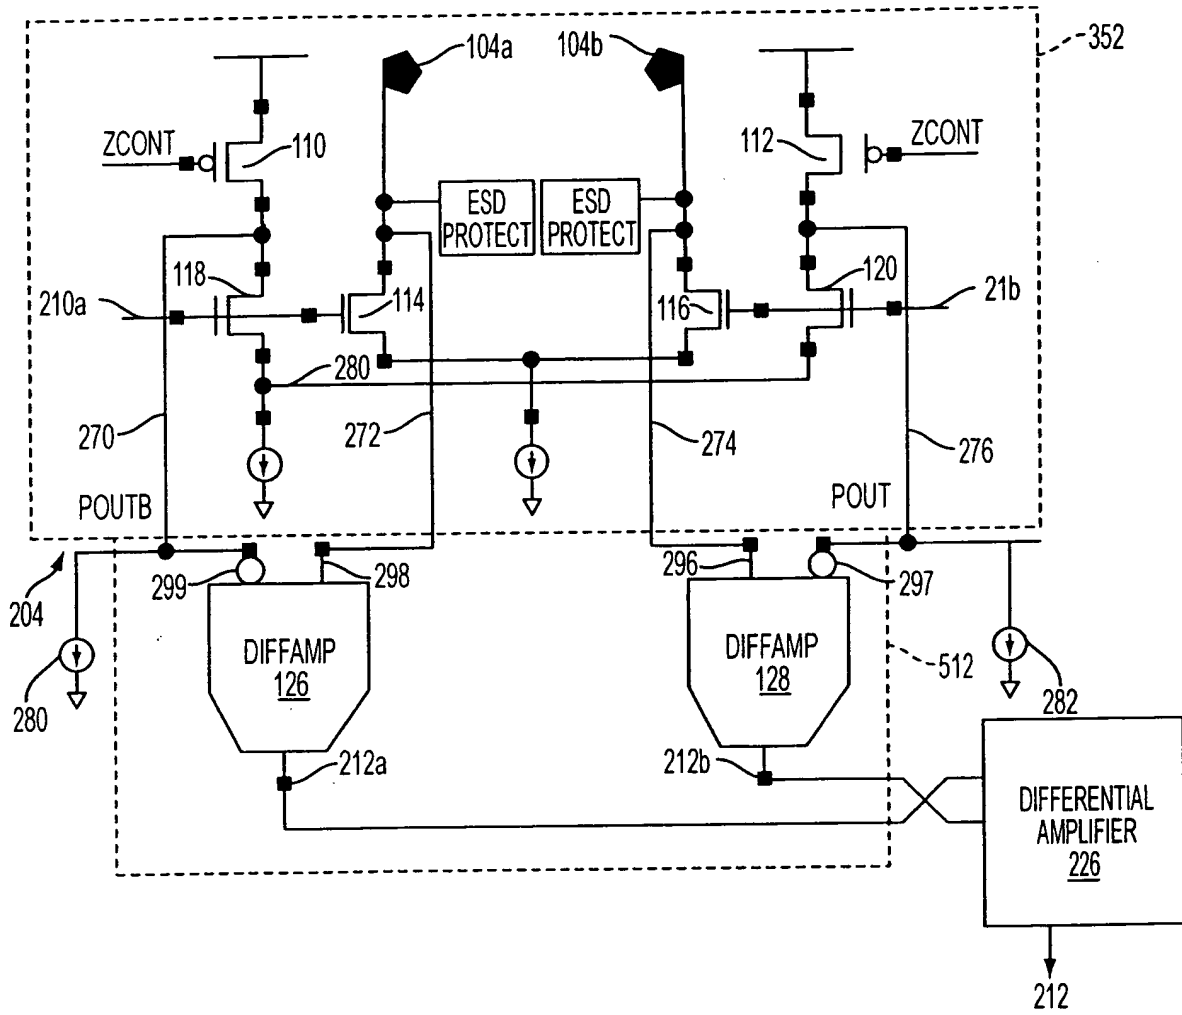 104a
104b
352
ZCONT
110
112
ZCONT
ESD
PROTECT
ESD
PROTECT
118
114
116
120
210a
21b
280
270
272
274
276
POUTB
POUT
299
298
296
297
204
DIFFAMP
126
DIFFAMP
128
512
280
282
212a
212b
DIFFERENTIAL
AMPLIFIER
226
212